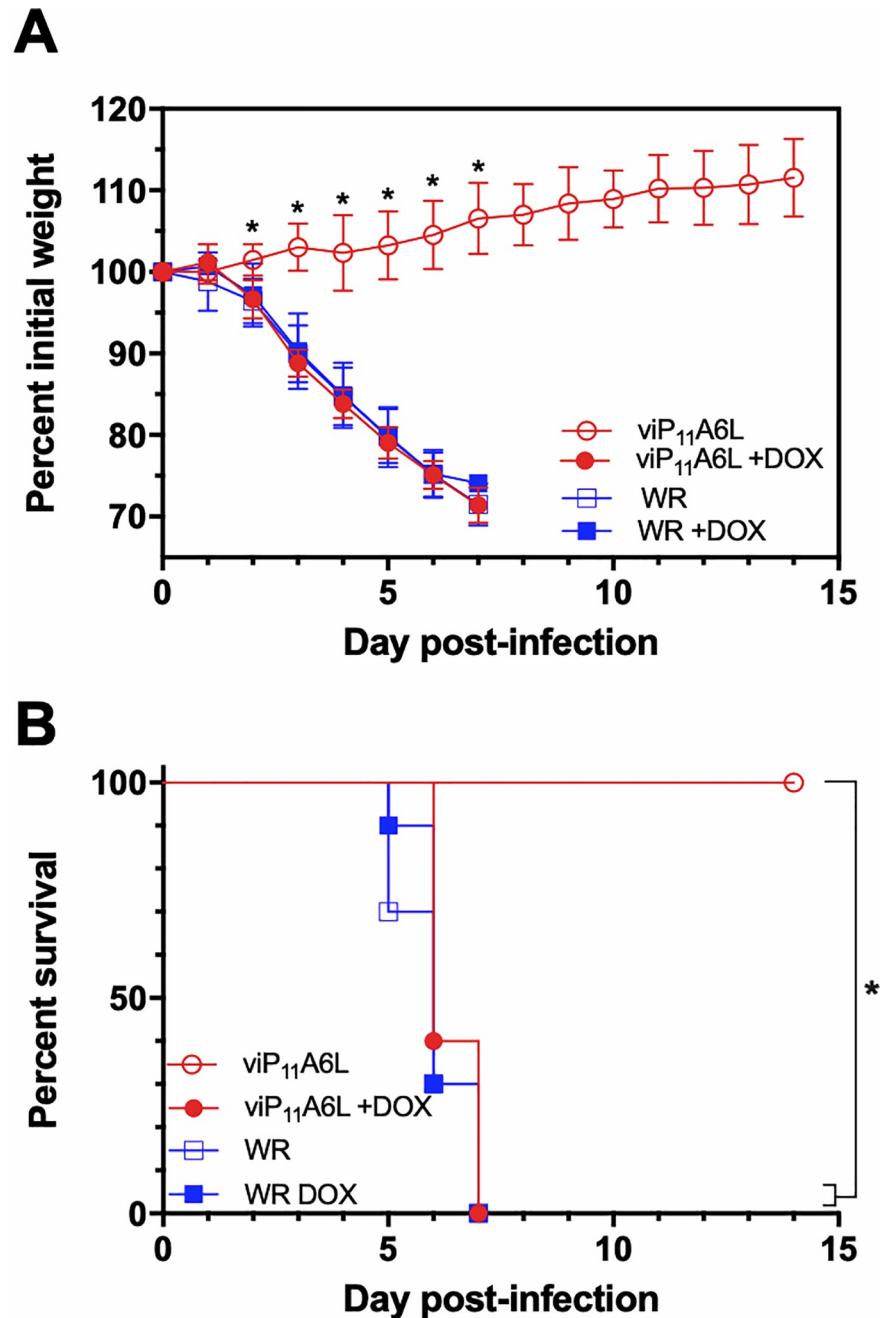 A
Percent initial weight
120
110
100
90
80
70
* * * * * *
viP₁₁A6L
viP₁₁A6L +DOX
WR
WR +DOX
0 5 10 15
Day post-infection
B
Percent survival
100
50
0
viP₁₁A6L
viP₁₁A6L +DOX
WR
WR DOX
*
0 5 10 15
Day post-infection